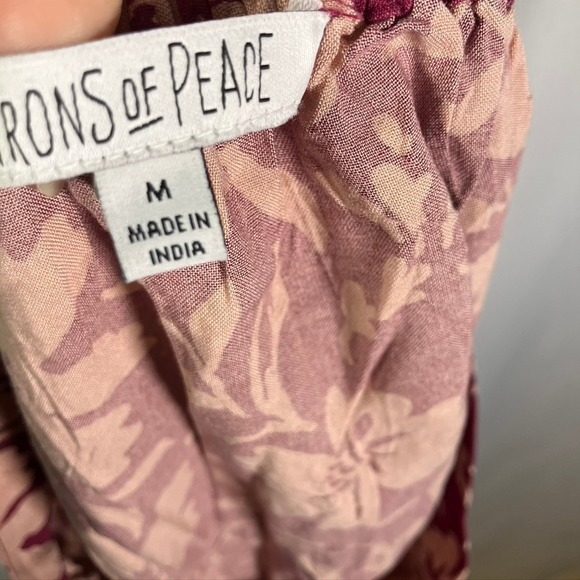 RONS OF PEACE
M
MADE IN
INDIA